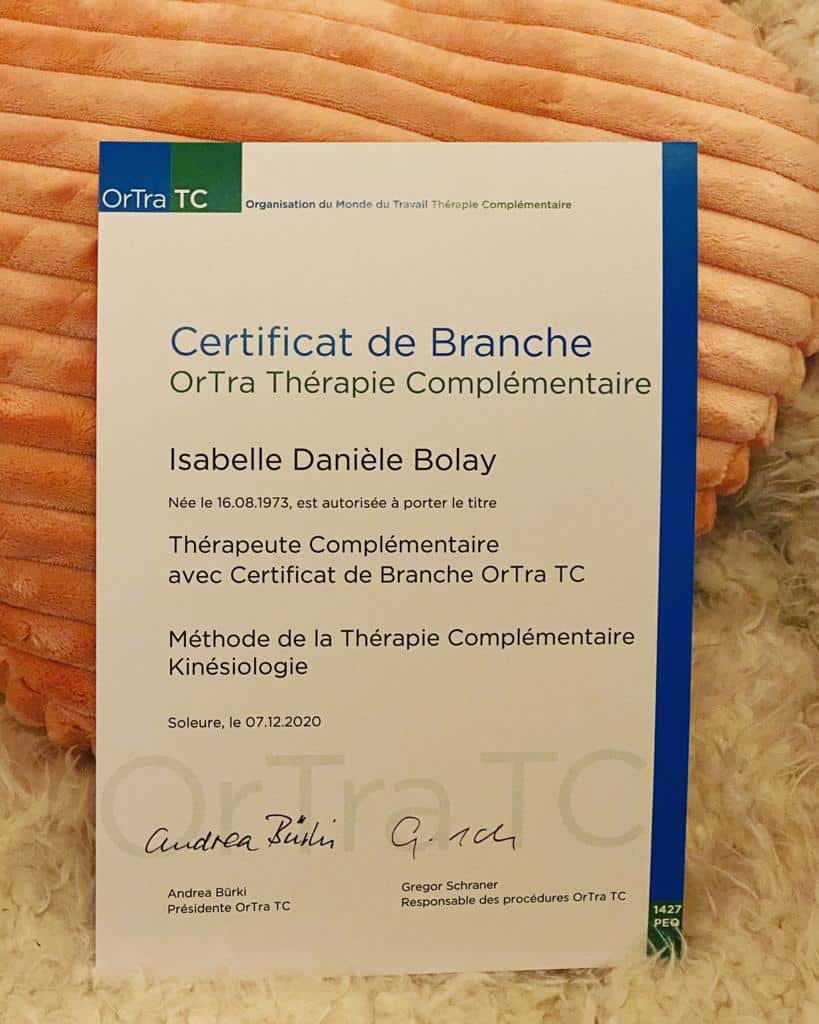 OrTra TC
Organisation du Monde du Travail Thérapie Complémentaire
Certificat de Branche
OrTra Thérapie Complémentaire
Isabelle Danièle Bolay
Née le 16.08.1973, est autorisée à porter le titre
Thérapeute Complémentaire
avec Certificat de Branche OrTra TC
Méthode de la Thérapie Complémentaire
Kinésiologie
Soleure, le 07.12.2020
OrTra TC
Andrea Bürki
Andrea Bürki
Présidente OrTra TC
Gregor Schraner
Responsable des procédures OrTra TC
1427
PEQ